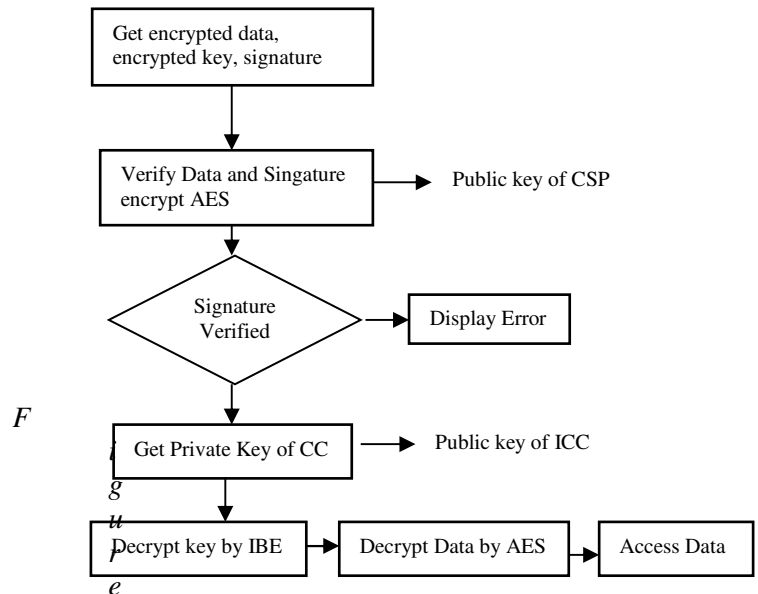 Get encrypted data,
encrypted key, signature
Verify Data and Singature
encrypt AES
Public key of CSP
Signature
Verified
Display Error
F
i
g
u
r
e
Get Private Key of CC
Public key of ICC
Decrypt key by IBE
Decrypt Data by AES
Access Data